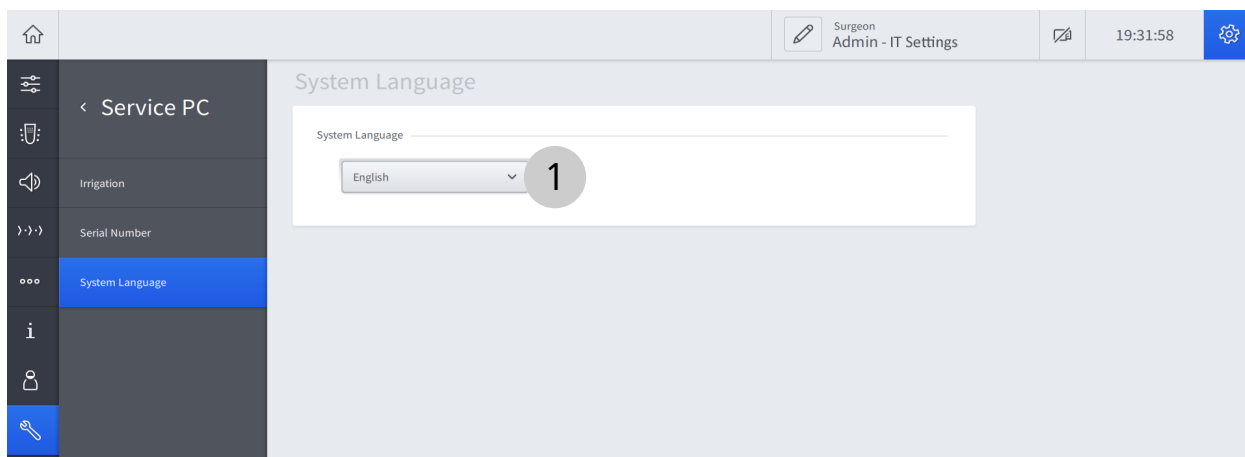 Surgeon
Admin - IT Settings
19:31:58
System Language
< Service PC
System Language
English
1
Irrigation
Serial Number
System Language
i